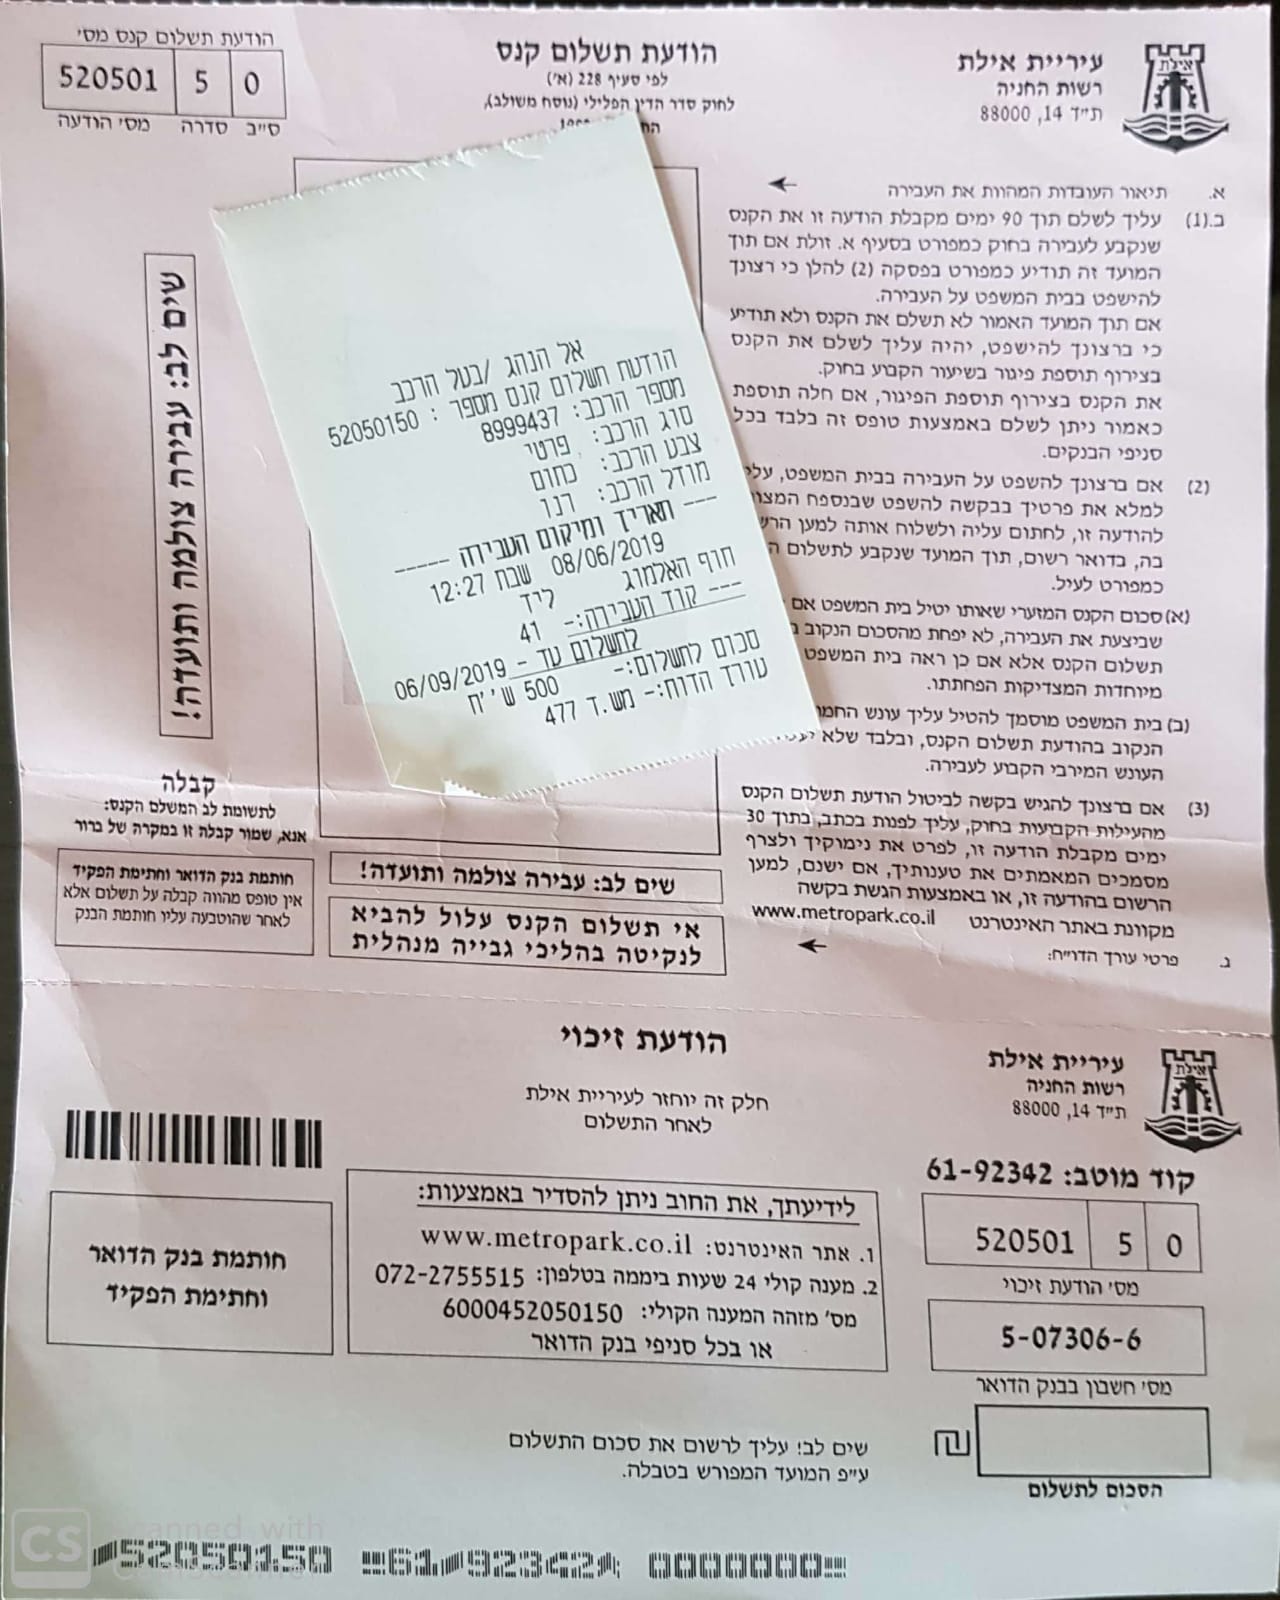 הודעת תשלום קנס מס׳
520501 5 0
מס׳ הודעה סדרה ס״ב
הודעת תשלום קנס
לפי סעיף 228 (א׳)
לחוק סדר הדין הפלילי (נוסח משולב),
עיריית אילת
רשות החניה
ת״ד 14, 88000
אילת
א. תיאור העובדות המהוות את העבירה
ב.(1) עליך לשלם תוך 90 ימים מקבלת הודעה זו את הקנס
שנקבע לעבירה בחוק כמפורט בסעיף א. זולת אם תוך
המועד זה תודיע כמפורט בפסקה (2) להלן כי רצונך
להישפט בבית המשפט על העבירה.
אם תוך המועד האמור לא תשלם את הקנס ולא תודיע
כי ברצונך להישפט, יהיה עליך לשלם את הקנס
בצירוף תוספת פיגור בשיעור הקבוע בחוק.
את הקנס בצירוף תוספת הפיגור, אם חלה תוספת
כאמור ניתן לשלם באמצעות טופס זה בלבד בכל
סניפי הבנקים.
(2) אם ברצונך להשפט על העבירה בבית המשפט,
למלא את פרטיך בבקשה להשפט שבנספח
להודעה זו, לחתום עליה ולשלוח אותה למען
בה, בדואר רשום, תוך המועד שנקבע לתשלום
כמפורט לעיל.
(א) סכום הקנס המזערי שאותו יטיל בית המשפט אם
שביצעת את העבירה, לא יפחת מהסכום הנקוב
תשלום הקנס אלא אם כן ראה בית המשפט
מיוחדות המצדיקות הפחתתו.
(ב) בית המשפט מוסמך להטיל עליך עונש
הנקוב בהודעת תשלום הקנס, ובלבד שלא
העונש המירבי הקבוע לעבירה.
(3) אם ברצונך להגיש בקשה לביטול הודעת תשלום הקנס
מהעילות הקבועות בחוק, עליך לפנות בכתב, בתוך 30
ימים מקבלת הודעה זו, לפרט את נימוקיך ולצרף
מסמכים המאמתים את טענותיך, אם ישנם, למען
הרשום בהודעה זו, או באמצעות הגשת בקשה
מקוונת באתר האינטרנט www.metropark.co.il
ג. פרטי עורך הדו״ח:
אל הנהג /בעל הרכב
הודעת תשלום קנס מספר : 52050150
מספר הרכב: 8999437
סוג הרכב: פרטי
צבע הרכב: כחום
מודל הרכב: רנו
--- תאריך ומיקום העבירה -----
08/06/2019 שבת 12:27
חוף האלמוג ליד
--- קוד העבירה:- 41
לתשלום עד - 06/09/2019
סכום לתשלום:- 500 ש''ח
עורך הדוח:- מש.ד 477
שים לב: עבירה צולמה ותועדה!
קבלה
לתשומת לב המשלם הקנס:
אנא, שמור קבלה זו במקרה של ברור
חותמת בנק הדואר וחתימת הפקיד
אין טופס מהווה קבלה על תשלום אלא
לאחר שהוטבעה עליו חותמת הבנק
שים לב: עבירה צולמה ותועדה!
אי תשלום הקנס עלול להביא
לנקיטה בהליכי גבייה מנהלית
הודעת זיכוי
חלק זה יוחזר לעיריית אילת
לאחר התשלום
עיריית אילת
רשות החניה
ת״ד 14, 88000
אילת
קוד מוטב: 61-92342
520501 5 0
מס׳ הודעת זיכוי
5-07306-6
מס׳ חשבון בבנק הדואר
₪
הסכום לתשלום
לידיעתך, את החוב ניתן להסדיר באמצעות:
1. אתר האינטרנט: www.metropark.co.il
2. מענה קולי 24 שעות ביממה בטלפון: 072-2755515
מס׳ מזהה המענה הקולי: 6000452050150
או בכל סניפי בנק הדואר
חותמת בנק הדואר
וחתימת הפקיד
שים לב! עליך לרשום את סכום התשלום
ע״פ המועד המפורש בטבלה.
52050150 61 92342 0000000
CS